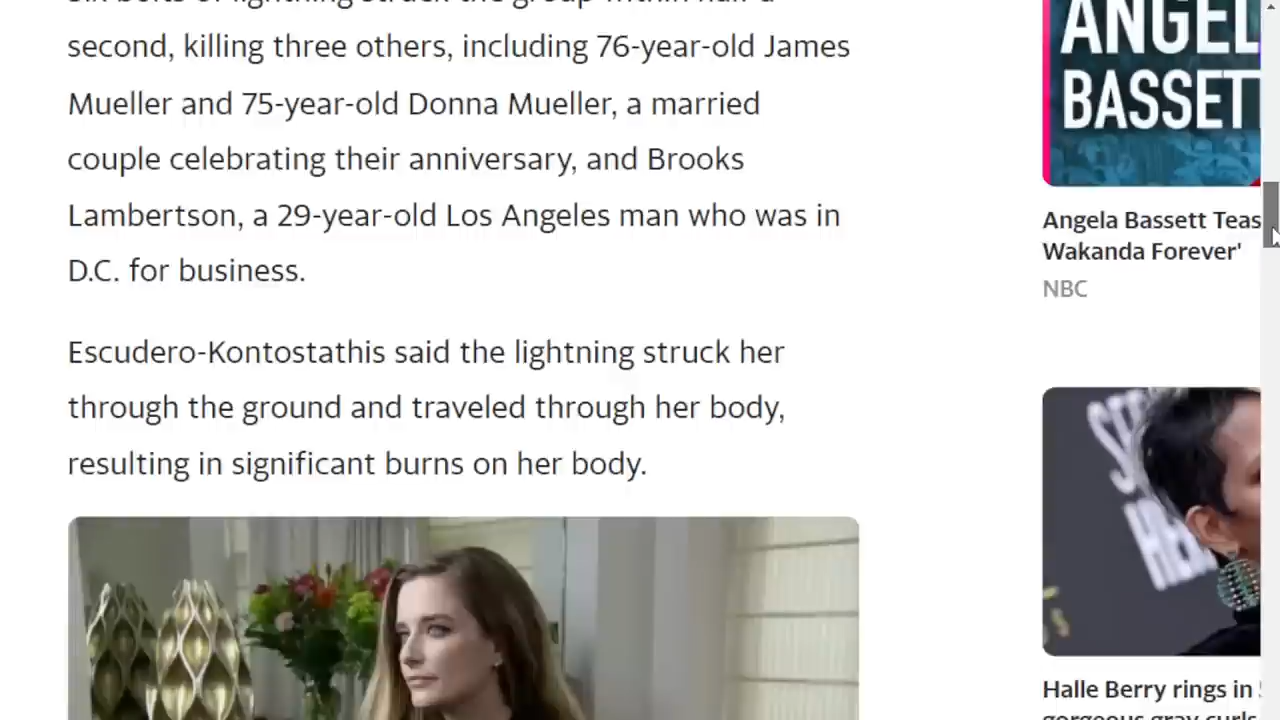 second, killing three others, including 76-year-old James
Mueller and 75-year-old Donna Mueller, a married
couple celebrating their anniversary, and Brooks
Lambertson, a 29-year-old Los Angeles man who was in
D.C. for business.
Escudero-Kontostathis said the lightning struck her
through the ground and traveled through her body,
resulting in significant burns on her body.
ANGEL
BASSETT
Angela Bassett Teas
Wakanda Forever'
NBC
Halle Berry rings in
gorgeous gray curls